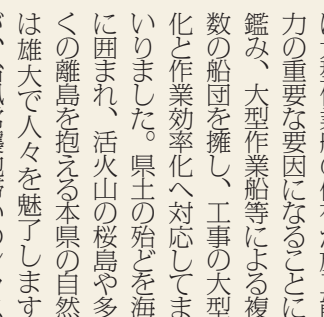 力の重要な要因になることに
鑑み、大型作業船等による複
数の船団を擁し、工事の大型
化と作業効率化へ対応してま
いりました。県土の殆どを海
に囲まれ、活火山の桜島や多
くの離島を抱える本県の自然
は雄大で人々を魅了します